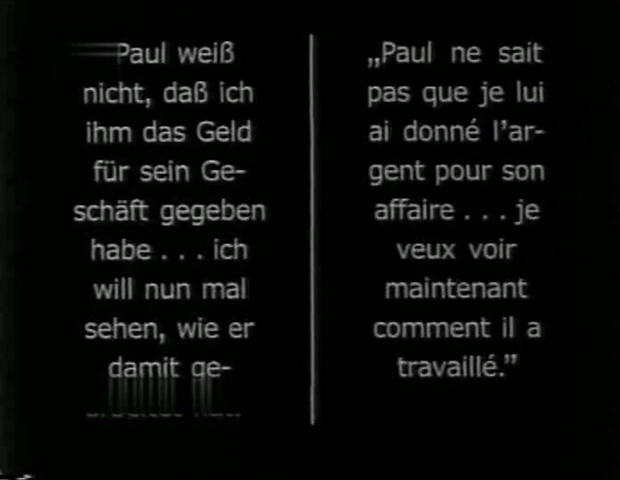 Paul weiß
nicht, daß ich
ihm das Geld
für sein Ge-
schäft gegeben
habe . . . ich
will nun mal
sehen, wie er
damit ge-
„Paul ne sait
pas que je lui
ai donné l’ar-
gent pour son
affaire . . . je
veux voir
maintenant
comment il a
travaillé.”